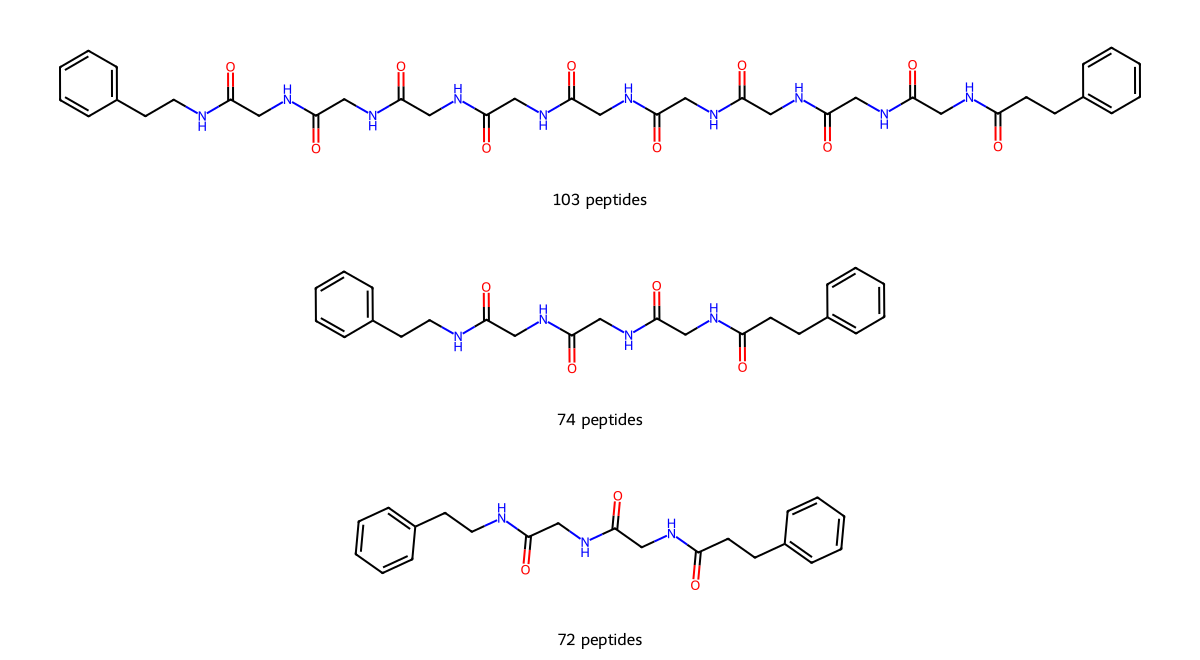 O O O O O
H N H N H N H N H N
N H N H N H N H N H
O O O O O
103 peptides
O O
H N H N
N H N H
O O
74 peptides
O
H N H N
N H
O O
72 peptides